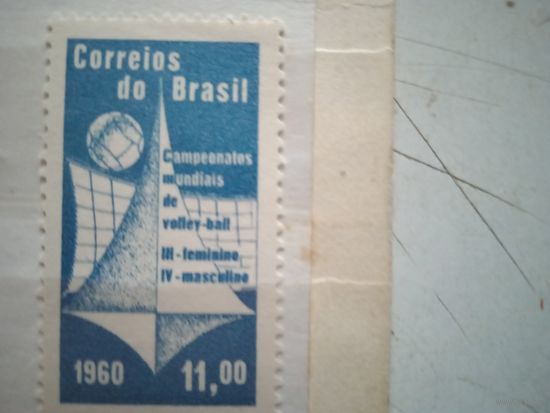 Correios
do Brasil
Campeonatos
mundiais
de
volley-ball
III - feminino
IV - masculino
1960 11,00